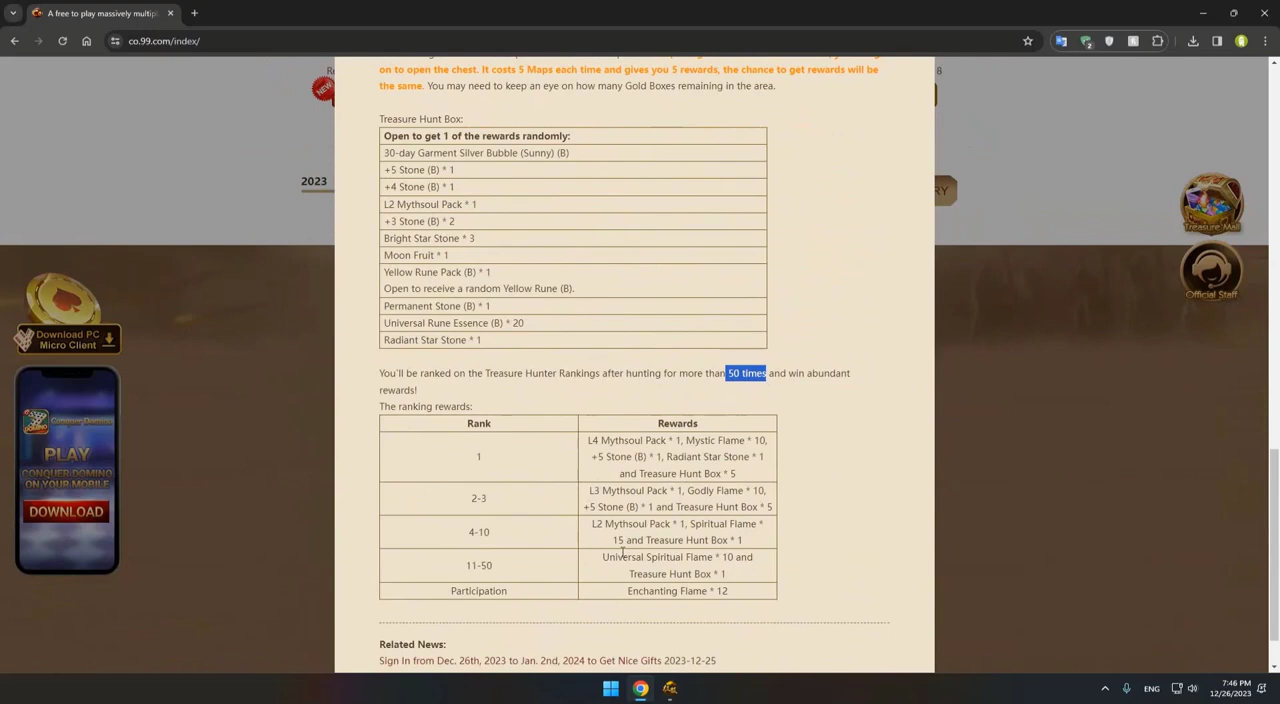 A free to play massively multip
co.99.com/index/
on to open the chest. It costs 5 Maps each time and gives you 5 rewards, the chance to get rewards will be
the same. You may need to keep an eye on how many Gold Boxes remaining in the area.
NEW
8
2023
RY
Treasure Mall
Official Staff
Download PC
Micro Client
Conquer Domino
PLAY
CONQUER DOMINO
ON YOUR MOBILE
DOWNLOAD
Treasure Hunt Box:
Open to get 1 of the rewards randomly:
30-day Garment Silver Bubble (Sunny) (B)
+5 Stone (B) * 1
+4 Stone (B) * 1
L2 Mythsoul Pack * 1
+3 Stone (B) * 2
Bright Star Stone * 3
Moon Fruit * 1
Yellow Rune Pack (B) * 1
Open to receive a random Yellow Rune (B).
Permanent Stone (B) * 1
Universal Rune Essence (B) * 20
Radiant Star Stone * 1
You`ll be ranked on the Treasure Hunter Rankings after hunting for more than 50 times and win abundant
rewards!
The ranking rewards:
Rank Rewards
1 L4 Mythsoul Pack * 1, Mystic Flame * 10,
+5 Stone (B) * 1, Radiant Star Stone * 1
and Treasure Hunt Box * 5
2-3 L3 Mythsoul Pack * 1, Godly Flame * 10,
+5 Stone (B) * 1 and Treasure Hunt Box * 5
4-10 L2 Mythsoul Pack * 1, Spiritual Flame *
15 and Treasure Hunt Box * 1
11-50 Universal Spiritual Flame * 10 and
Treasure Hunt Box * 1
Participation Enchanting Flame * 12
Related News:
Sign In from Dec. 26th, 2023 to Jan. 2nd, 2024 to Get Nice Gifts 2023-12-25
ENG
7:46 PM
12/26/2023